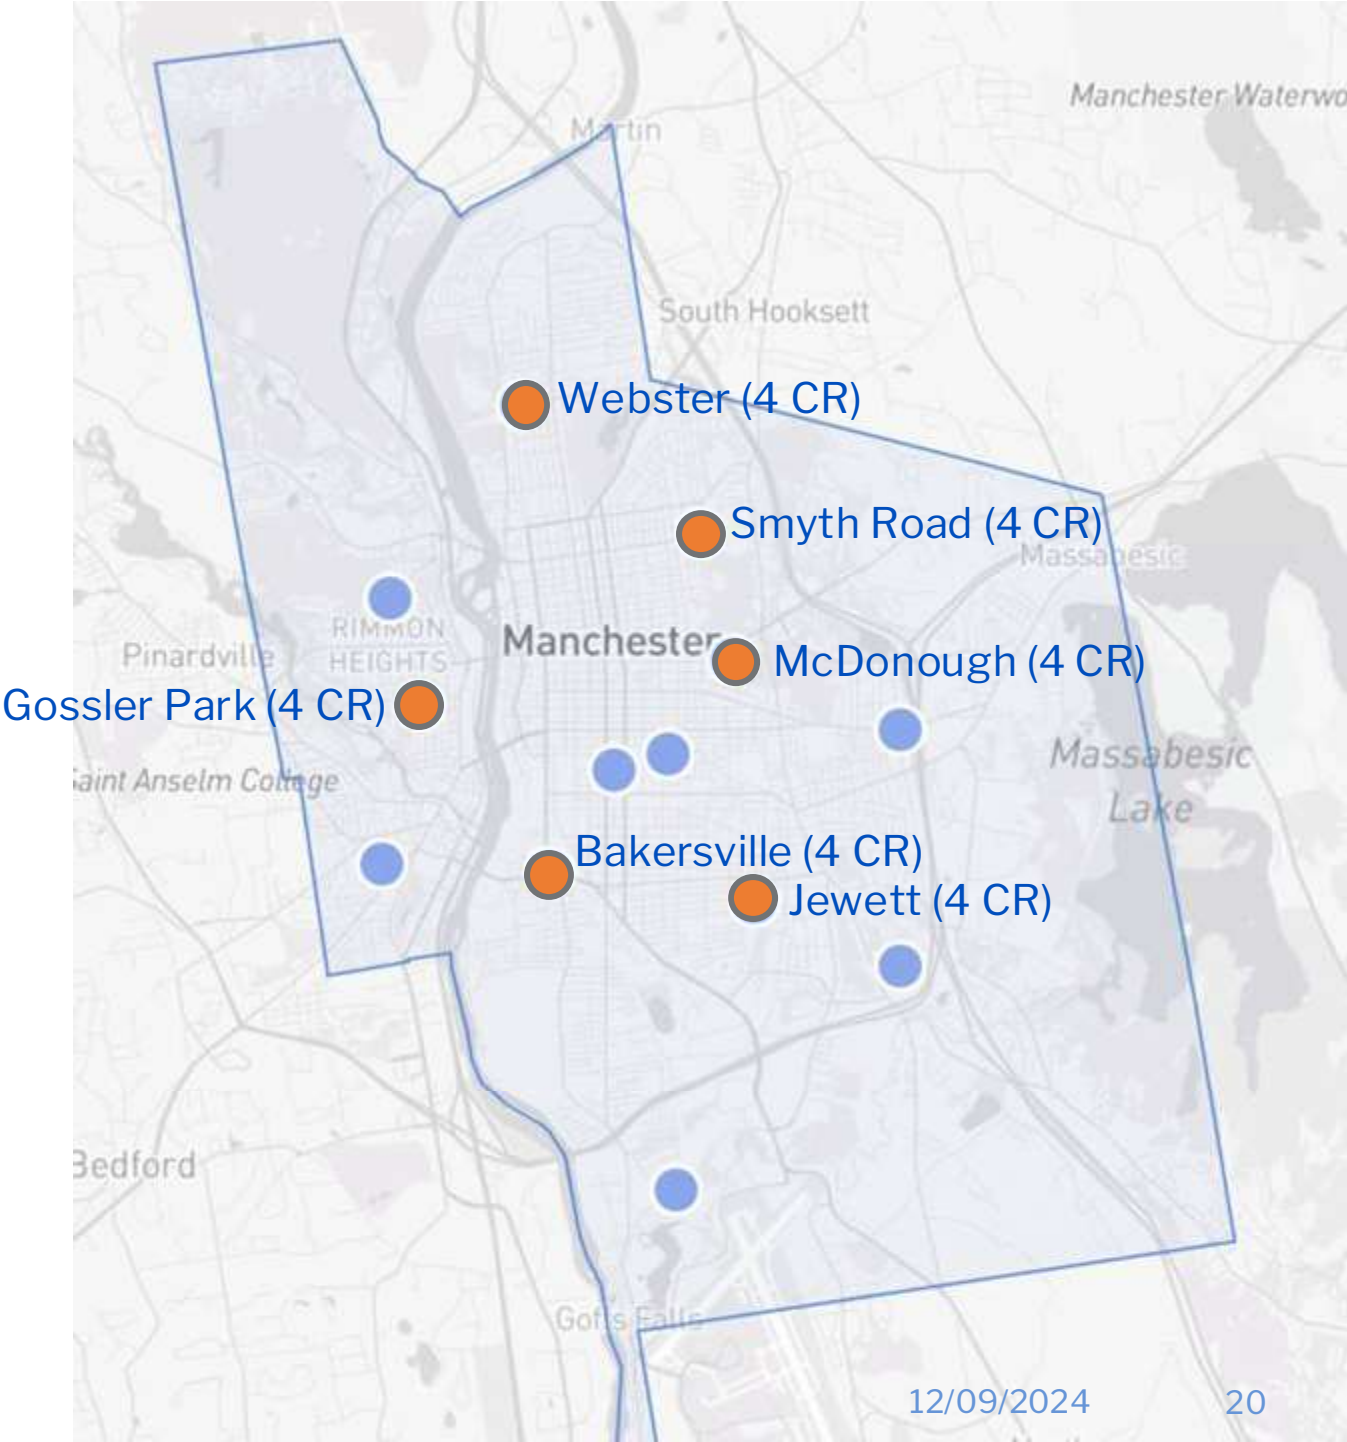 Manchester Waterwo
Martin
South Hooksett
Webster (4 CR)
Smyth Road (4 CR)
Massabesic
RIMMON
HEIGHTS
Manchester
Pinardville
McDonough (4 CR)
Gossler Park (4 CR)
Massabesic
Lake
Saint Anselm College
Bakersville (4 CR)
Jewett (4 CR)
Bedford
Goffs Falls
12/09/2024
20